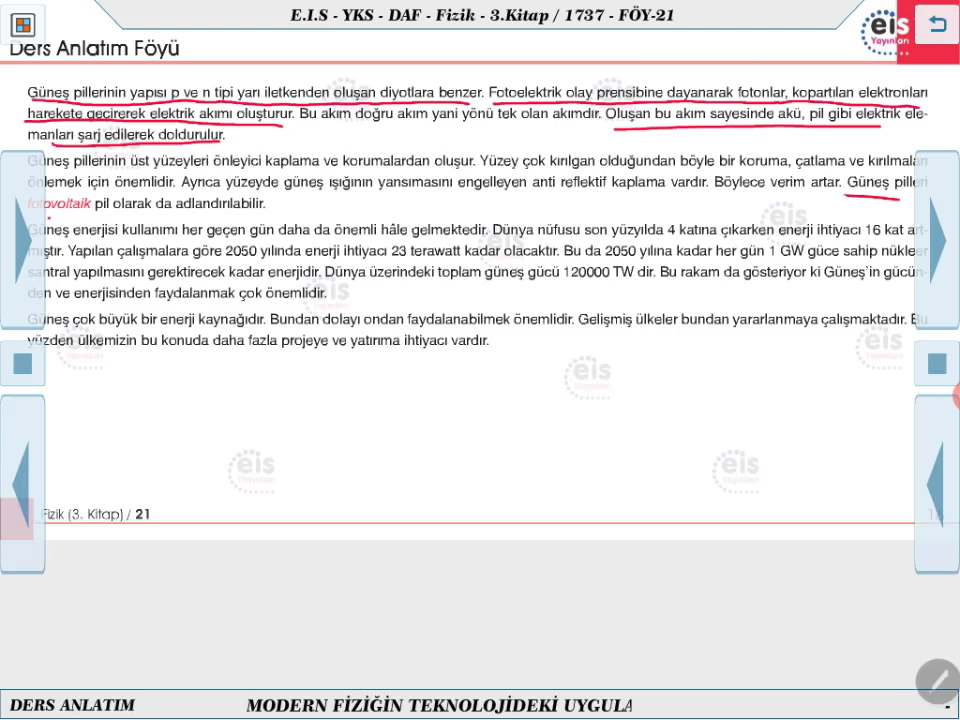 E.I.S - YKS - DAF - Fizik - 3.Kitap / 1737 - FÖY-21
eis
Yayınları
Ders Anlatım Föyü
Güneş pillerinin yapısı p ve n tipi yarı iletkenden oluşan diyotlara benzer. Fotoelektrik olay prensibine dayanarak fotonlar, kopartılan elektronları
harekete geçirerek elektrik akımı oluşturur. Bu akım doğru akım yani yönü tek olan akımdır. Oluşan bu akım sayesinde akü, pil gibi elektrik ele-
manları şarj edilerek doldurulur.
Güneş pillerinin üst yüzeyleri önleyici kaplama ve korumalardan oluşur. Yüzey çok kırılgan olduğundan böyle bir koruma, çatlama ve kırılmaları
önlemek için önemlidir. Ayrıca yüzeyde güneş ışığının yansımasını engelleyen anti reflektif kaplama vardır. Böylece verim artar. Güneş pilleri
fotovoltaik pil olarak da adlandırılabilir.
Güneş enerjisi kullanımı her geçen gün daha da önemli hâle gelmektedir. Dünya nüfusu son yüzyılda 4 katına çıkarken enerji ihtiyacı 16 kat art-
mıştır. Yapılan çalışmalara göre 2050 yılında enerji ihtiyacı 23 terawatt kadar olacaktır. Bu da 2050 yılına kadar her gün 1 GW güce sahip nükleer
santral yapılmasını gerektirecek kadar enerjidir. Dünya üzerindeki toplam güneş gücü 120000 TW dir. Bu rakam da gösteriyor ki Güneş'in gücün-
den ve enerjisinden faydalanmak çok önemlidir.
Güneş çok büyük bir enerji kaynağıdır. Bundan dolayı ondan faydalanabilmek önemlidir. Gelişmiş ülkeler bundan yararlanmaya çalışmaktadır. Bu
yüzden ülkemizin bu konuda daha fazla projeye ve yatırıma ihtiyacı vardır.
Fizik (3. Kitap) / 21
DERS ANLATIM
MODERN FİZİĞİN TEKNOLOJİDEKİ UYGULA
-